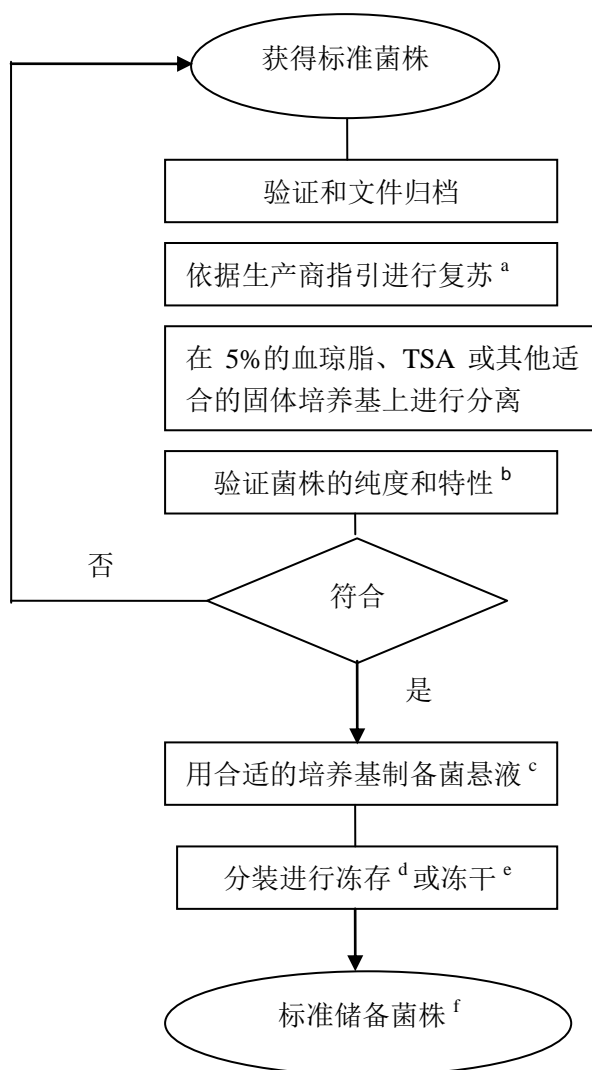 获得标准菌株
验证和文件归档
依据生产商指引进行复苏 a
在 5%的血琼脂、TSA 或其他适
合的固体培养基上进行分离
验证菌株的纯度和特性 b
否
符合
是
用合适的培养基制备菌悬液 c
分装进行冻存 d 或冻干 e
标准储备菌株 f